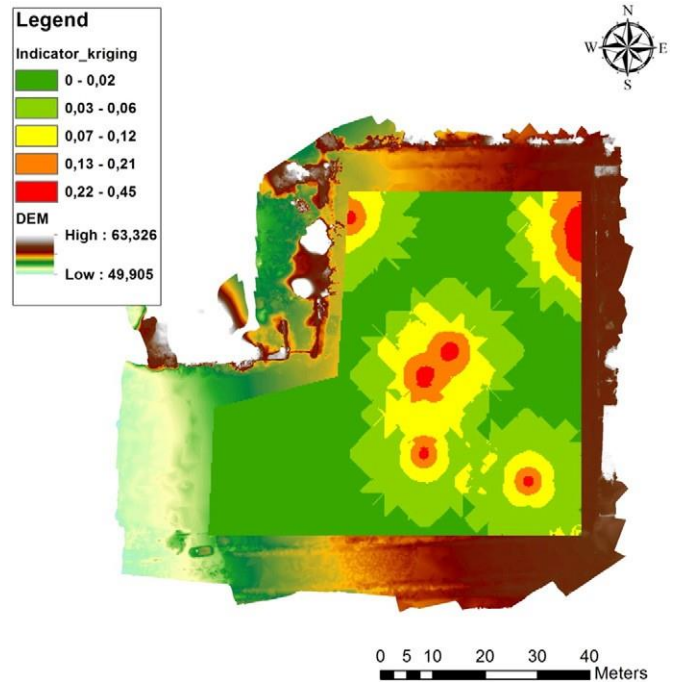 Legend
Indicator_kriging
0 - 0,02
0,03 - 0,06
0,07 - 0,12
0,13 - 0,21
0,22 - 0,45
DEM
High : 63,326
Low : 49,905
N
W E
S
0 5 10 20 30 40
Meters